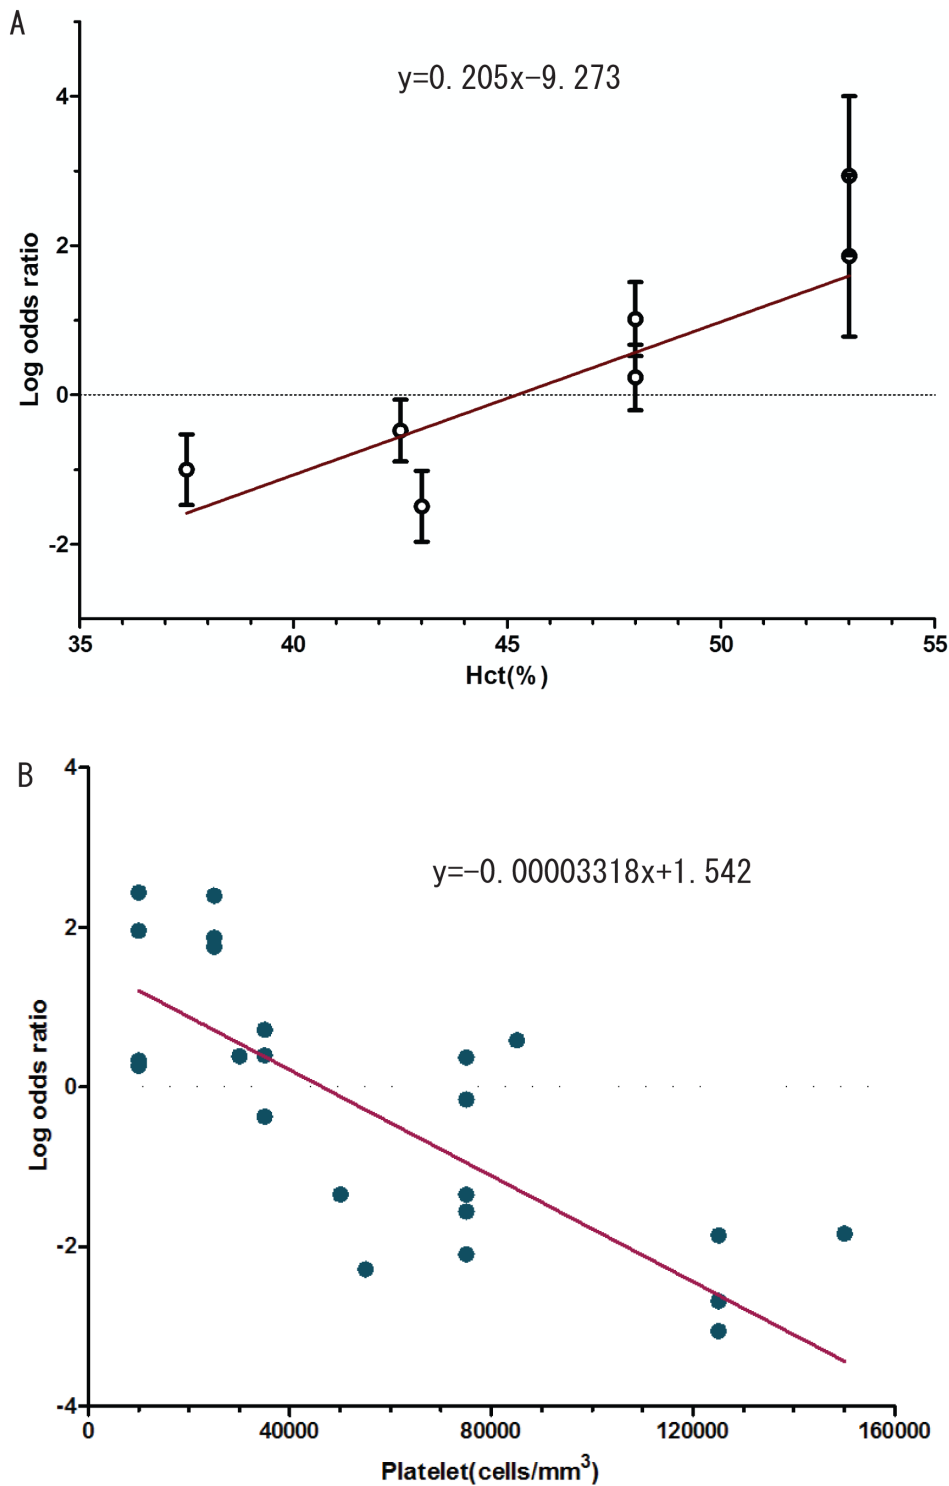 A
y=0.205x-9.273
4
2
0
-2
Log odds ratio
35 40 45 50 55
Hct(%)
B
y=-0.00003318x+1.542
4
2
0
-2
-4
Log odds ratio
0 40000 80000 120000 160000
Platelet(cells/mm³)